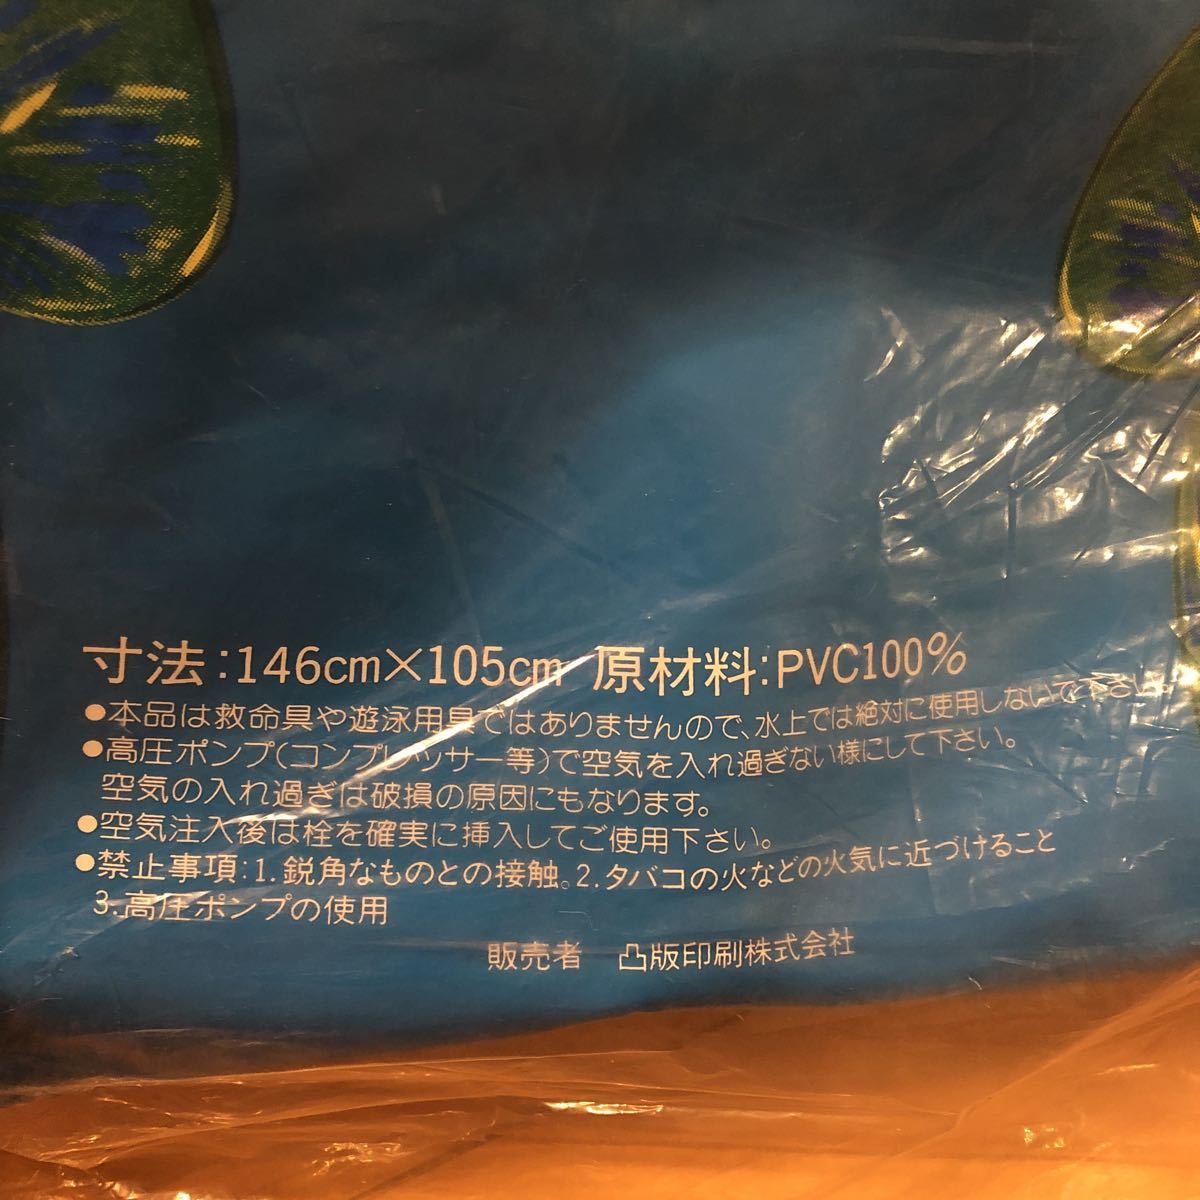 寸法:146cm×105cm 原材料:PVC100%
●本品は救命具や遊泳用具ではありませんので、水上では絶対に使用しないで下さい。
●高圧ポンプ(コンプレッサー等)で空気を入れ過ぎない様にして下さい。
空気の入れ過ぎは破損の原因にもなります。
●空気注入後は栓を確実に挿入してご使用下さい。
●禁止事項:1.鋭角なものとの接触。2.タバコの火などの火気に近づけること
3.高圧ポンプの使用
販売者 凸版印刷株式会社